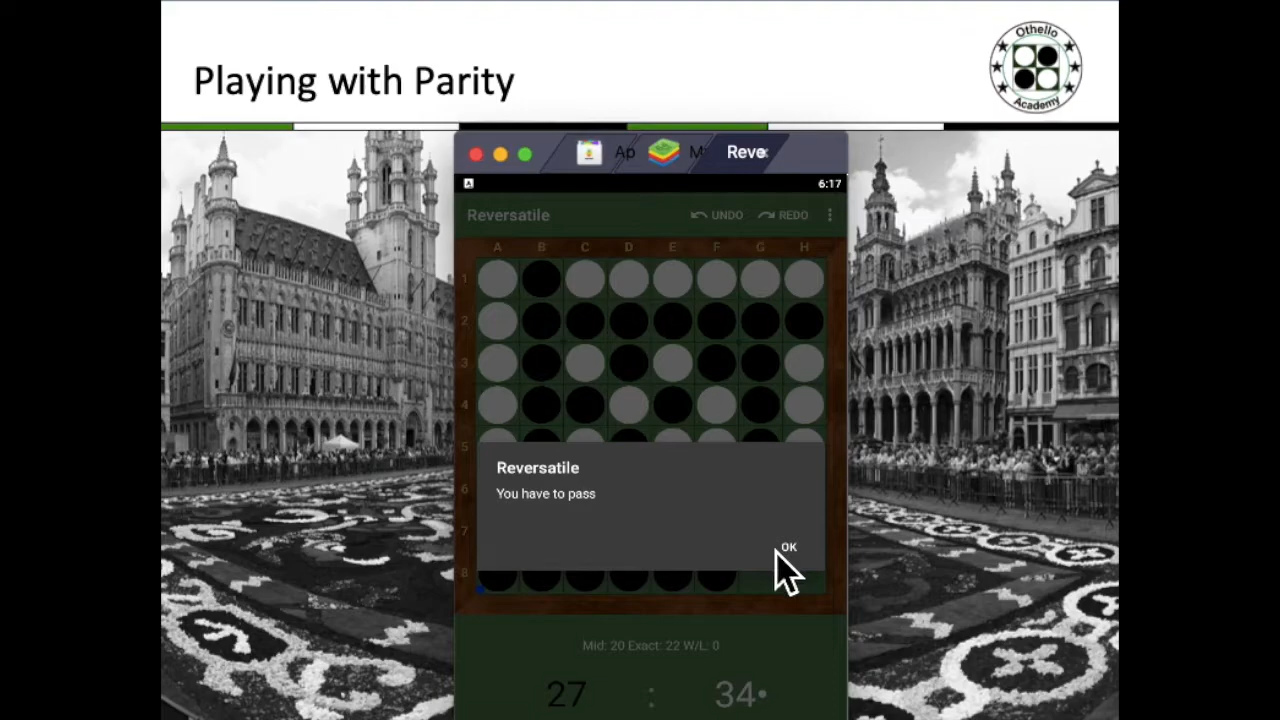 Playing with Parity
Othello
Academy
Ap
M
Reve
A
6:17
Reversatile
UNDO
REDO
A B C D E F G H
1
2
3
4
5
6
7
8
Reversatile
You have to pass
OK
Mid: 20 Exact: 22 W/L: 0
27 : 34•